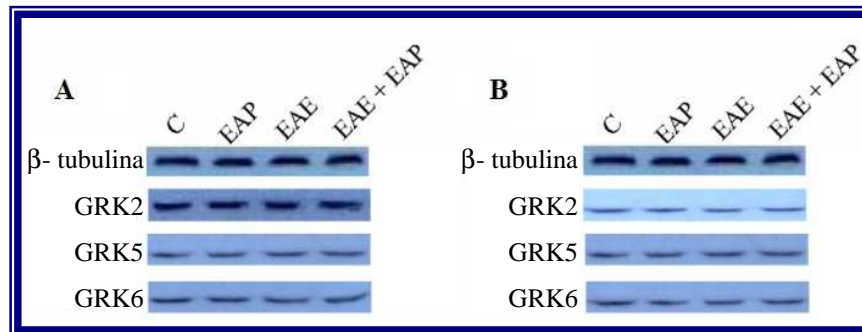 A
C EAP EAE EAE + EAP
β- tubulina
GRK2
GRK5
GRK6
B
C EAP EAE EAE + EAP
β- tubulina
GRK2
GRK5
GRK6